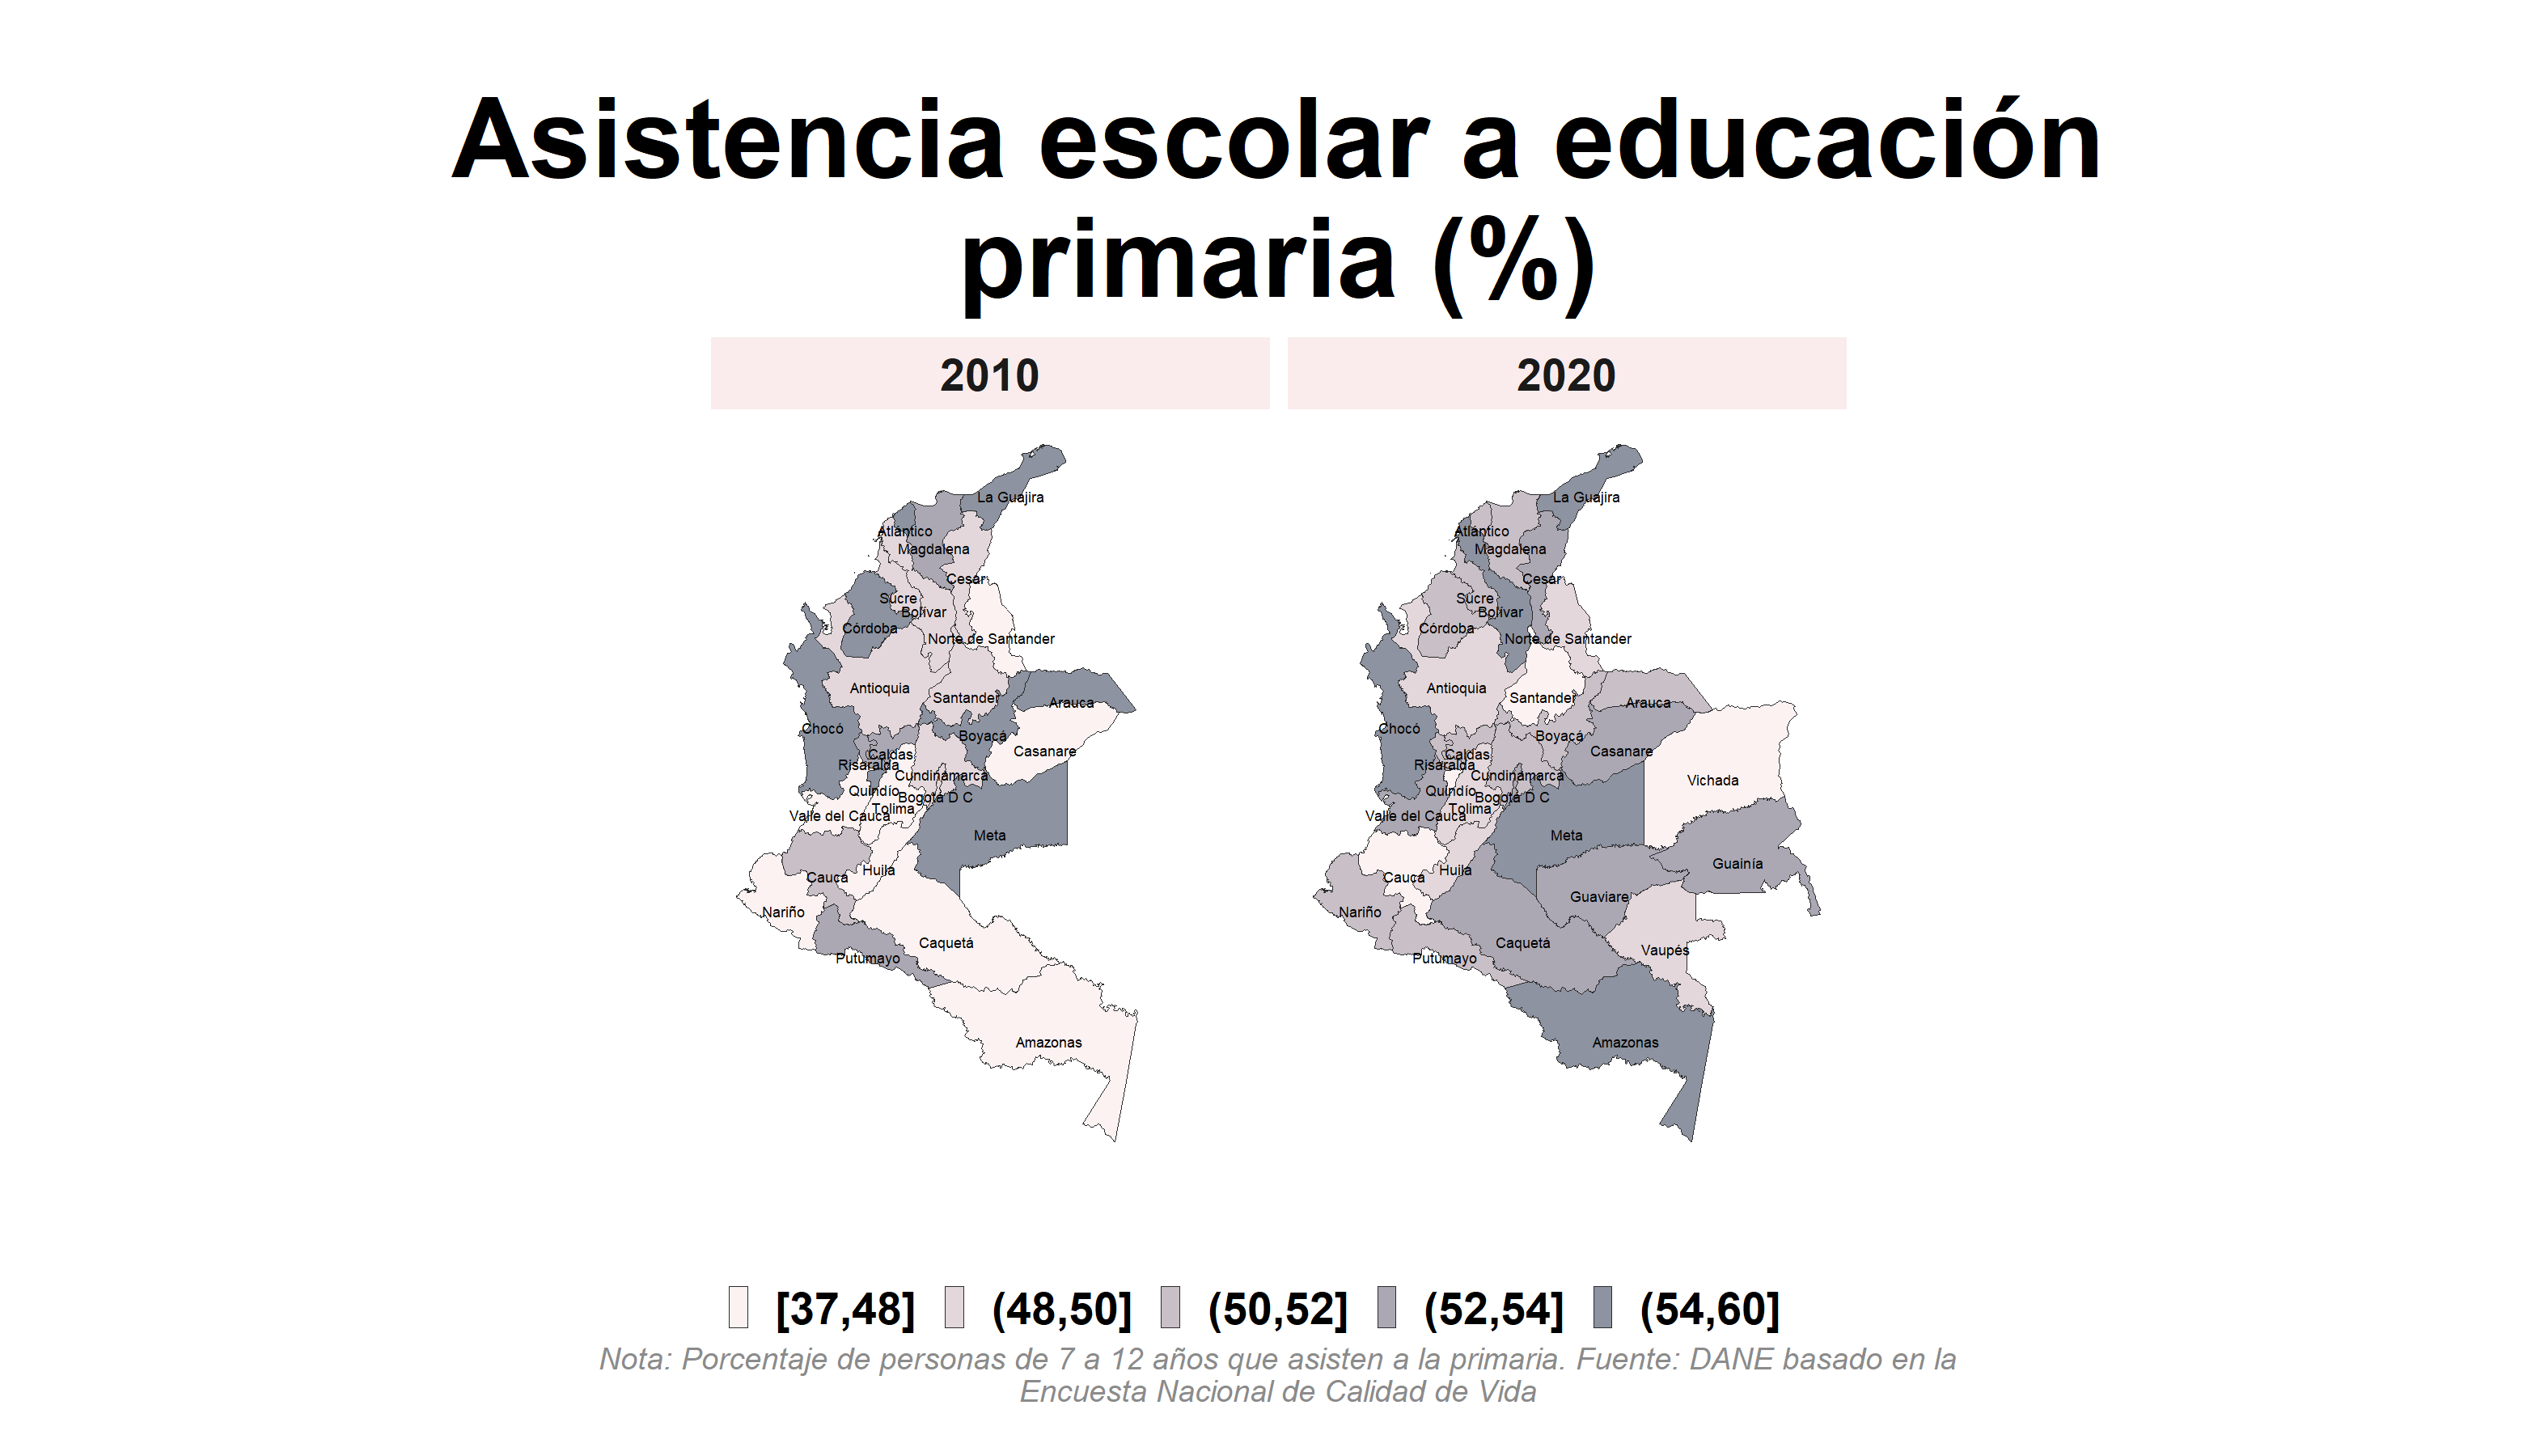 Asistencia escolar a educación
primaria (%)
2010
2020
La Guajira
Atlántico
Magdalena
Cesar
Sucre
Bolívar
Córdoba
Norte de Santander
Antioquia
Santander
Arauca
Chocó
Boyacá
Casanare
Caldas
Risaralda
Cundinamarca
Quindío
Bogotá D C
Tolima
Valle del Cauca
Meta
Huila
Cauca
Nariño
Caquetá
Putumayo
Amazonas
La Guajira
Atlántico
Magdalena
Cesar
Sucre
Bolívar
Córdoba
Norte de Santander
Antioquia
Santander
Arauca
Chocó
Boyacá
Casanare
Caldas
Risaralda
Cundinamarca
Vichada
Quindío
Bogotá D C
Tolima
Valle del Cauca
Meta
Guainía
Huila
Cauca
Guaviare
Nariño
Caquetá
Vaupés
Putumayo
Amazonas
[37,48] (48,50] (50,52] (52,54] (54,60]
Nota: Porcentaje de personas de 7 a 12 años que asisten a la primaria. Fuente: DANE basado en la
Encuesta Nacional de Calidad de Vida